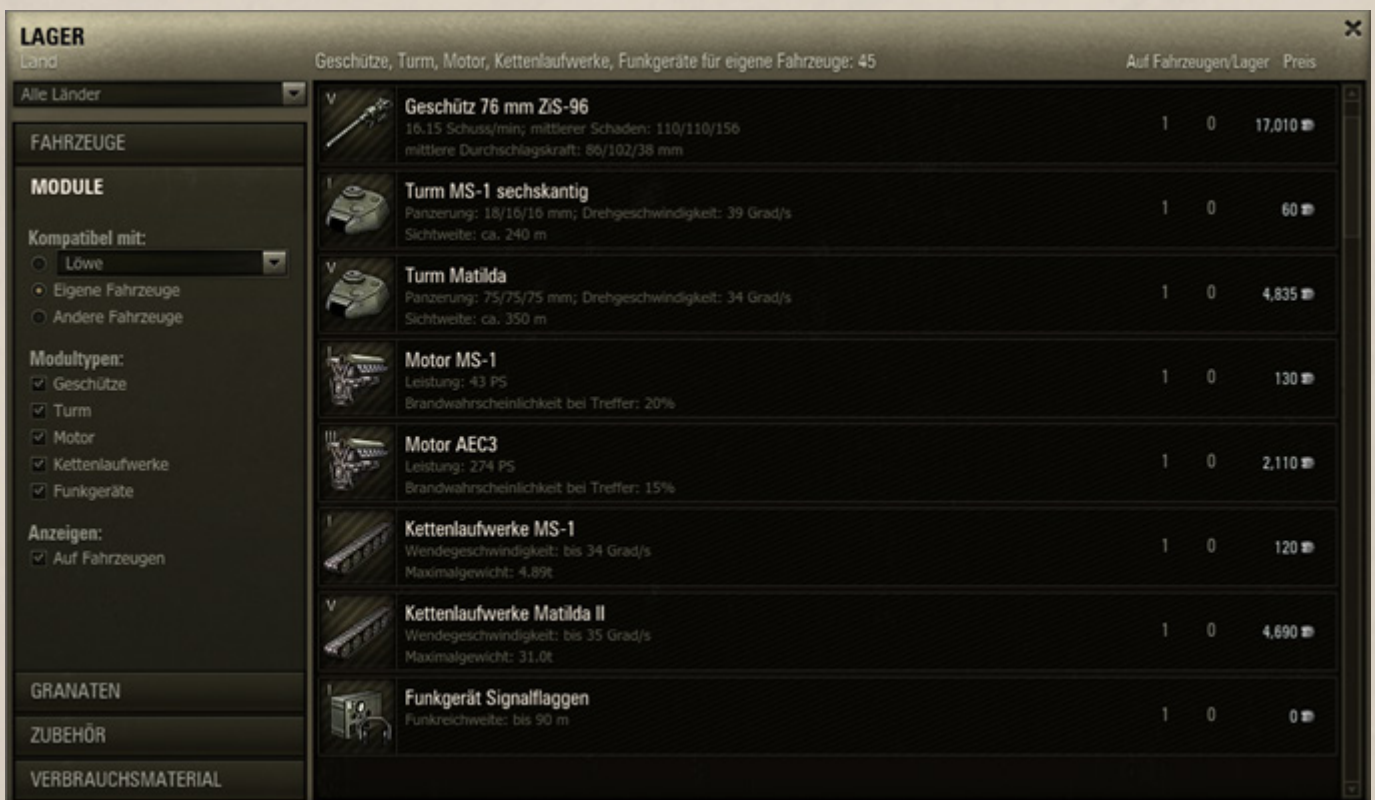 LAGER
Land
Geschütze, Turm, Motor, Kettenlaufwerke, Funkgeräte für eigene Fahrzeuge: 45
Auf Fahrzeugen/Lager Preis
Alle Länder
FAHRZEUGE
MODULE
Kompatibel mit:
Löwe
Eigene Fahrzeuge
Andere Fahrzeuge
Modultypen:
Geschütze
Turm
Motor
Kettenlaufwerke
Funkgeräte
Anzeigen:
Auf Fahrzeugen
GRANATEN
ZUBEHÖR
VERBRAUCHSMATERIAL
V
Geschütz 76 mm ZiS-96
16.15 Schuss/min; mittlerer Schaden: 110/110/156
mittlere Durchschlagskraft: 86/102/38 mm
1 0 17,010
I
Turm MS-1 sechskantig
Panzerung: 18/16/16 mm; Drehgeschwindigkeit: 39 Grad/s
Sichtweite: ca. 240 m
1 0 60
V
Turm Matilda
Panzerung: 75/75/75 mm; Drehgeschwindigkeit: 34 Grad/s
Sichtweite: ca. 350 m
1 0 4,835
I
Motor MS-1
Leistung: 43 PS
Brandwahrscheinlichkeit bei Treffer: 20%
1 0 130
III
Motor AEC3
Leistung: 274 PS
Brandwahrscheinlichkeit bei Treffer: 15%
1 0 2,110
I
Kettenlaufwerke MS-1
Wendegeschwindigkeit: bis 34 Grad/s
Maximalgewicht: 4.89t
1 0 120
V
Kettenlaufwerke Matilda II
Wendegeschwindigkeit: bis 35 Grad/s
Maximalgewicht: 31.0t
1 0 4,690
I
Funkgerät Signalflaggen
Funkreichweite: bis 90 m
1 0 0